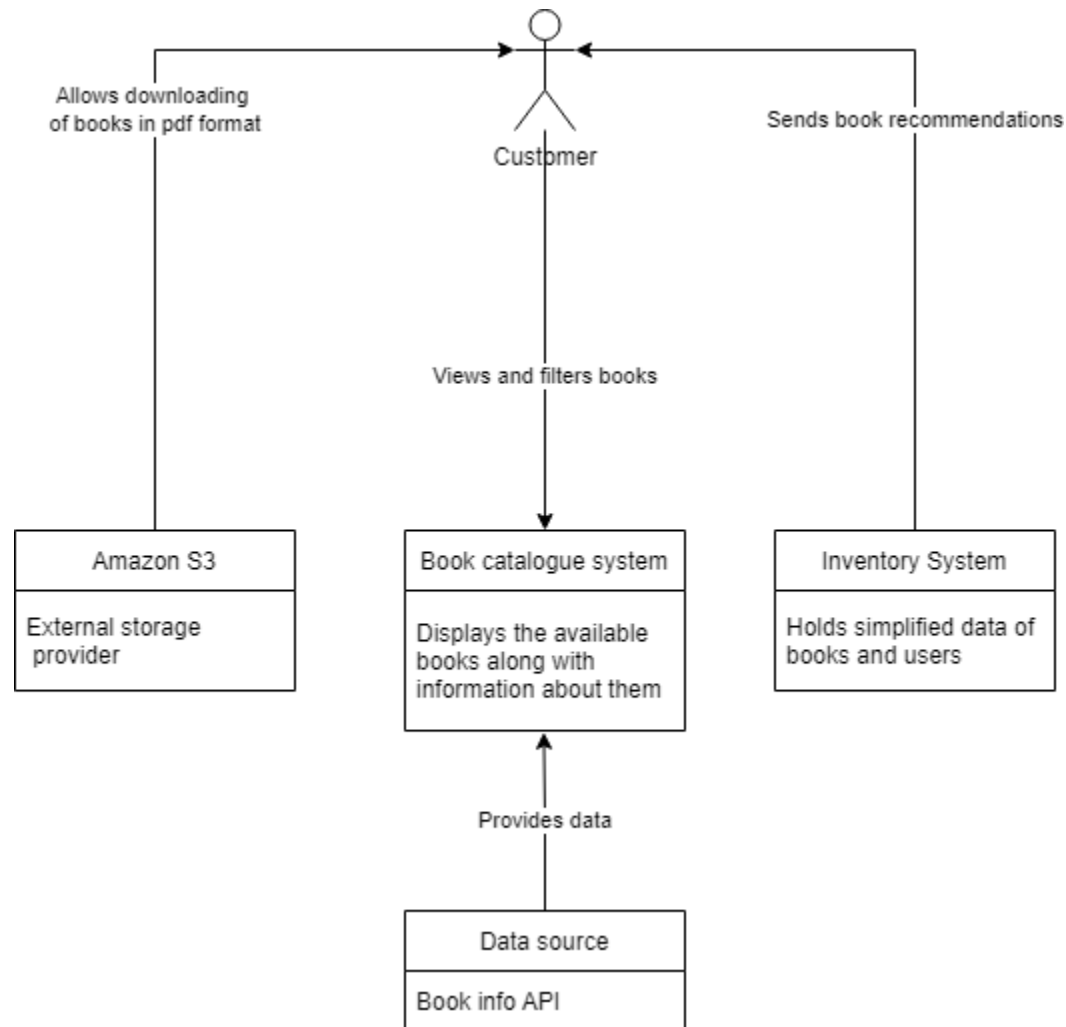 Customer
Allows downloading
of books in pdf format
Sends book recommendations
Views and filters books
Amazon S3
External storage
provider
Book catalogue system
Displays the available
books along with
information about them
Inventory System
Holds simplified data of
books and users
Provides data
Data source
Book info API